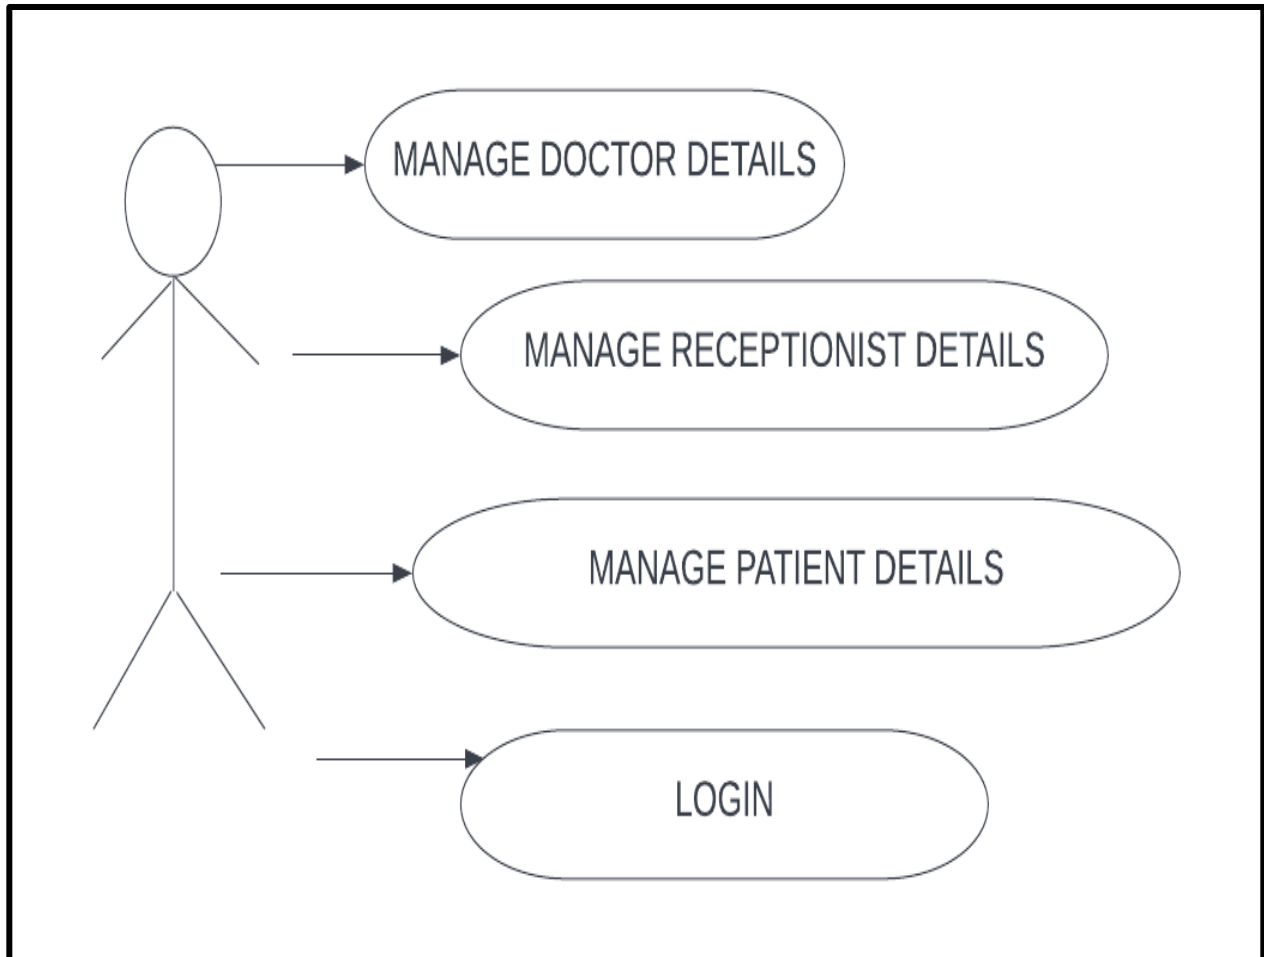 MANAGE DOCTOR DETAILS
MANAGE RECEPTIONIST DETAILS
MANAGE PATIENT DETAILS
LOGIN